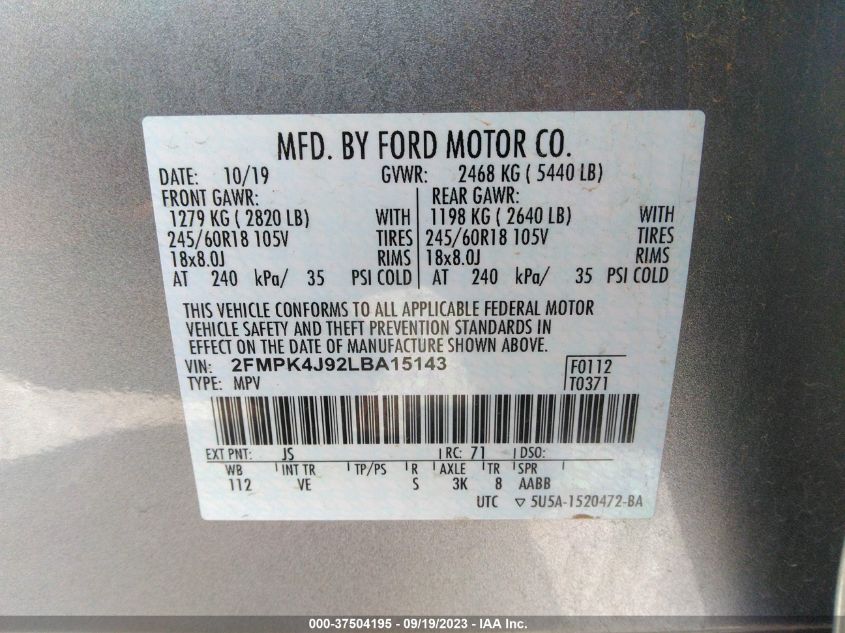 MFD. BY FORD MOTOR CO.
DATE: 10/19 GVWR: 2468 KG ( 5440 LB)
FRONT GAWR: REAR GAWR:
1279 KG ( 2820 LB) WITH 1198 KG ( 2640 LB) WITH
245/60R18 105V TIRES 245/60R18 105V TIRES
18x8.0J RIMS 18x8.0J RIMS
AT 240 kPa/ 35 PSI COLD AT 240 kPa/ 35 PSI COLD
THIS VEHICLE CONFORMS TO ALL APPLICABLE FEDERAL MOTOR
VEHICLE SAFETY AND THEFT PREVENTION STANDARDS IN
EFFECT ON THE DATE OF MANUFACTURE SHOWN ABOVE.
VIN: 2FMPK4J92LBA15143 F0112
TYPE: MPV T0371
EXT PNT: JS RC: 71 DSO:
WB INT TR TP/PS R AXLE TR SPR
112 VE S 3K 8 AABB
UTC ▽ 5U5A-1520472-BA
000-37504195 - 09/19/2023 - IAA Inc.